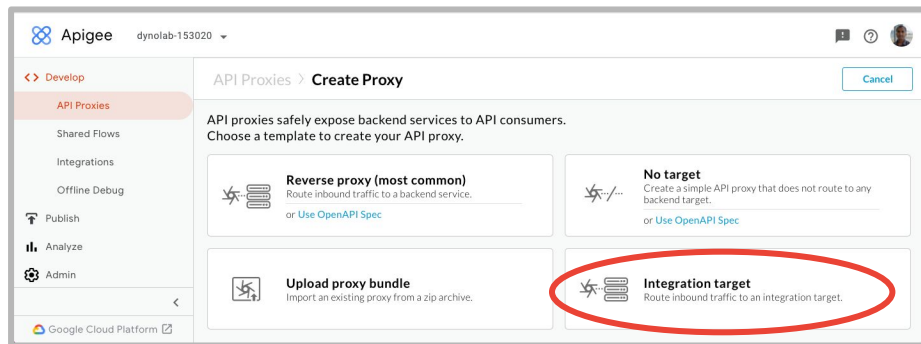 Apigee
dynolab-153020
Develop
API Proxies
Shared Flows
Integrations
Offline Debug
Publish
Analyze
Admin
Google Cloud Platform
API Proxies > Create Proxy
Cancel
API proxies safely expose backend services to API consumers.
Choose a template to create your API proxy.
Reverse proxy (most common)
Route inbound traffic to a backend service.
or Use OpenAPI Spec
No target
Create a simple API proxy that does not route to any
backend target.
or Use OpenAPI Spec
Upload proxy bundle
Import an existing proxy from a zip archive.
Integration target
Route inbound traffic to an integration target.